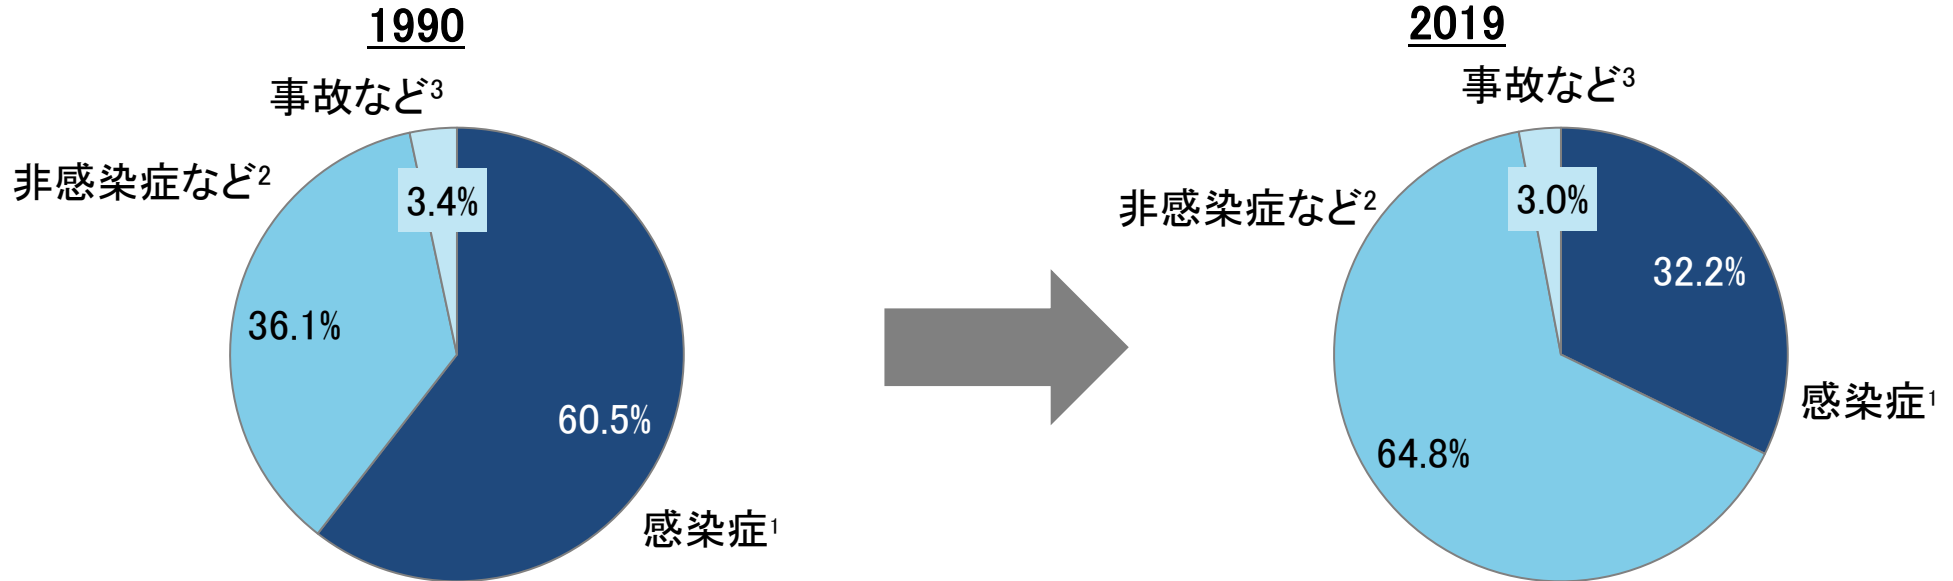 1990
事故など3
非感染症など2
3.4%
36.1%
60.5%
感染症1
2019
事故など3
非感染症など2
3.0%
32.2%
64.8%
感染症1